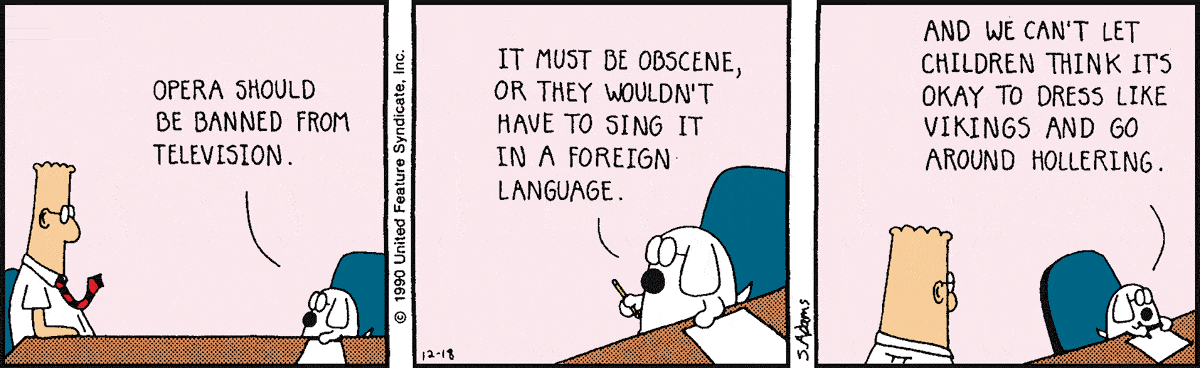 OPERA SHOULD
BE BANNED FROM
TELEVISION.
© 1990 United Feature Syndicate, Inc.
IT MUST BE OBSCENE,
OR THEY WOULDN'T
HAVE TO SING IT
IN A FOREIGN
LANGUAGE.
12-18
S.Adams
AND WE CAN'T LET
CHILDREN THINK IT'S
OKAY TO DRESS LIKE
VIKINGS AND GO
AROUND HOLLERING.